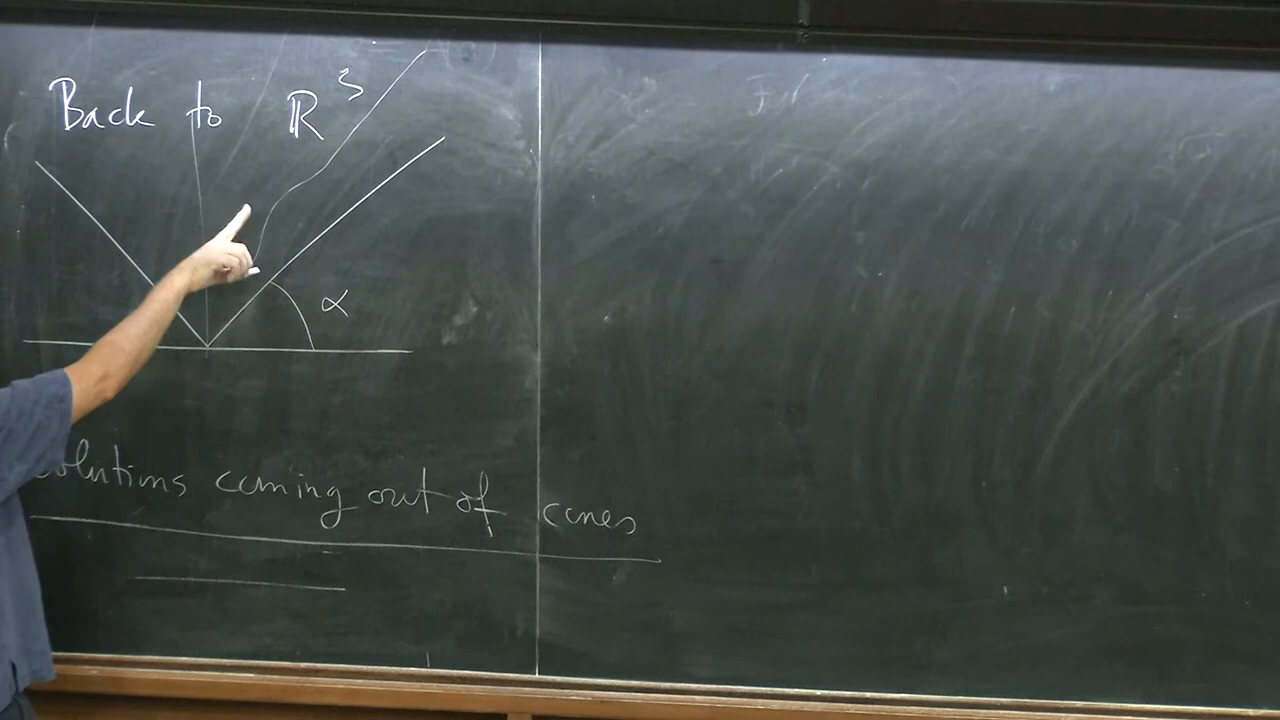 Back to ℝ³
α
olutions coming out of cones